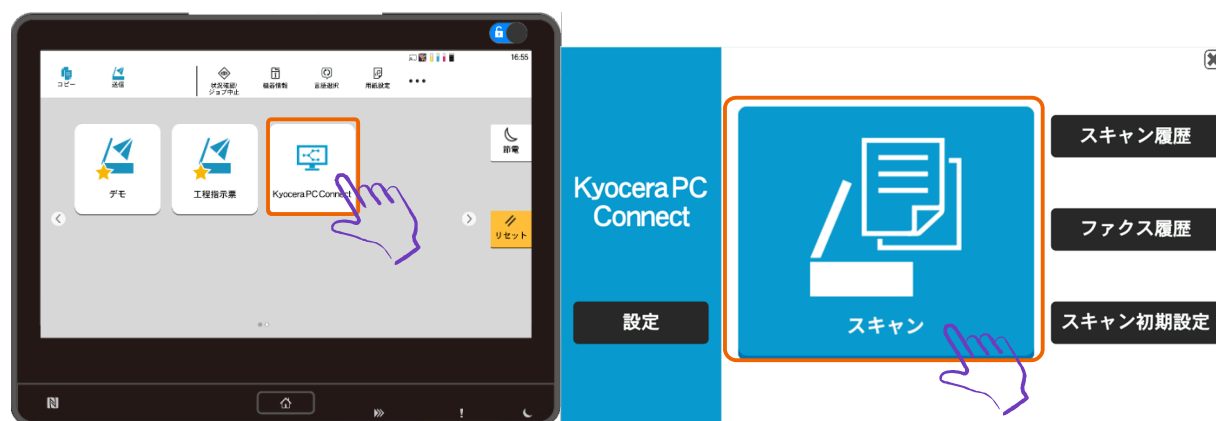 16:55
コピー
送信
状況確認/
ジョブ中止
機器情報
言語選択
用紙設定
デモ
工程指示票
Kyocera PC Connect
節電
リセット
Kyocera PC
Connect
設定
スキャン
スキャン履歴
ファクス履歴
スキャン初期設定